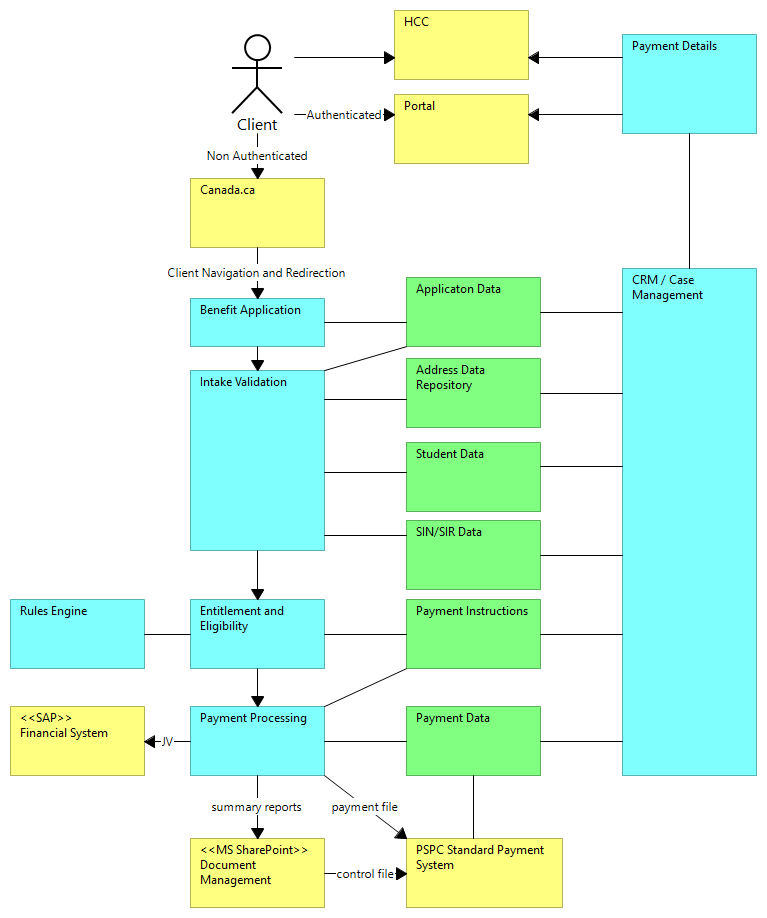 HCC
Payment Details
Portal
Authenticated
Client
Non Authenticated
Canada.ca
Client Navigation and Redirection
CRM / Case
Management
Applicaton Data
Benefit Application
Address Data
Repository
Intake Validation
Student Data
SIN/SIR Data
Rules Engine
Entitlement and
Eligibility
Payment Instructions
<<SAP>>
Financial System
JV
Payment Processing
Payment Data
summary reports
payment file
<<MS SharePoint>>
Document
Management
control file
PSPC Standard Payment
System